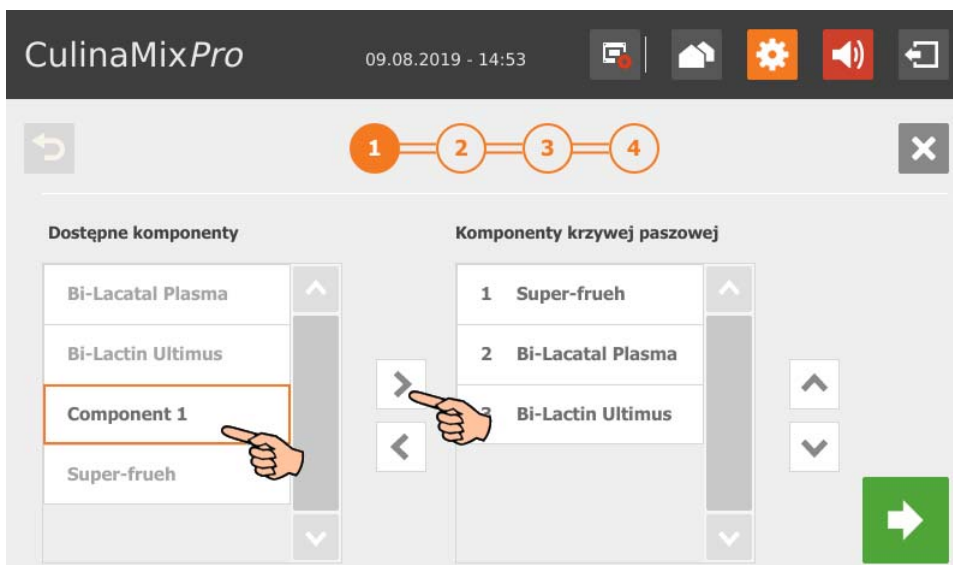 CulinaMixPro 09.08.2019 - 14:53
1 2 3 4
Dostępne komponenty
Komponenty krzywej paszowej
Bi-Lacatal Plasma
Bi-Lactin Ultimus
Component 1
Super-frueh
1 Super-frueh
2 Bi-Lacatal Plasma
3 Bi-Lactin Ultimus